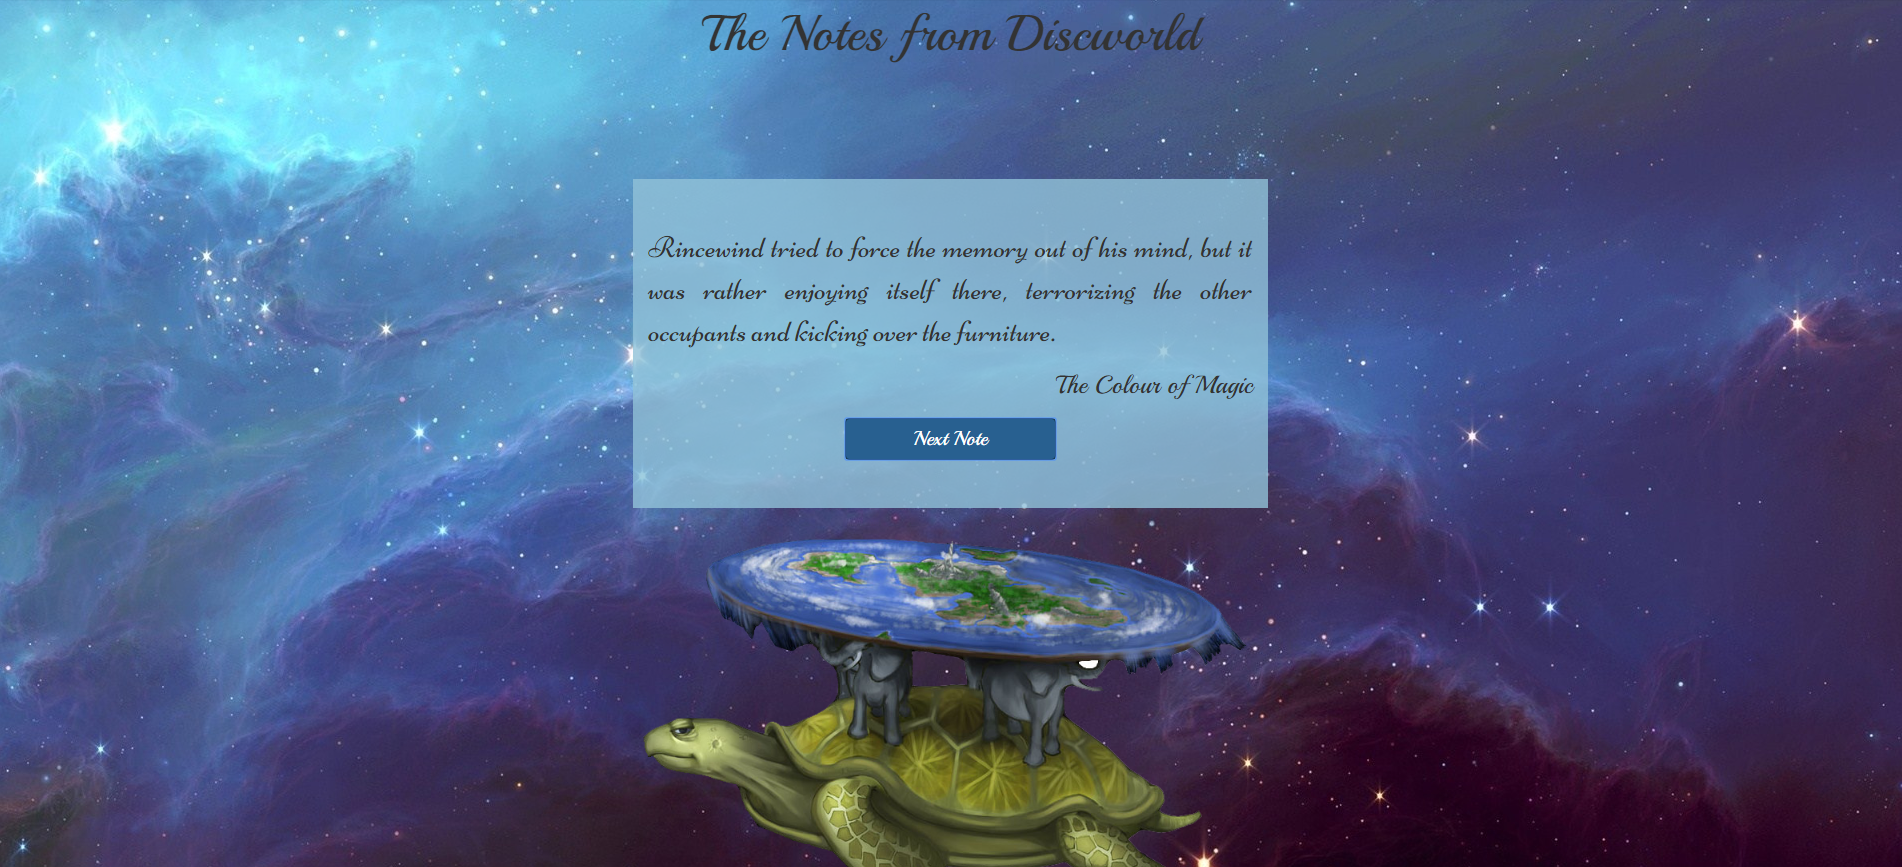 The Notes from Discworld
Rincewind tried to force the memory out of his mind, but it
was rather enjoying itself there, terrorizing the other
occupants and kicking over the furniture.
The Colour of Magic
Next Note